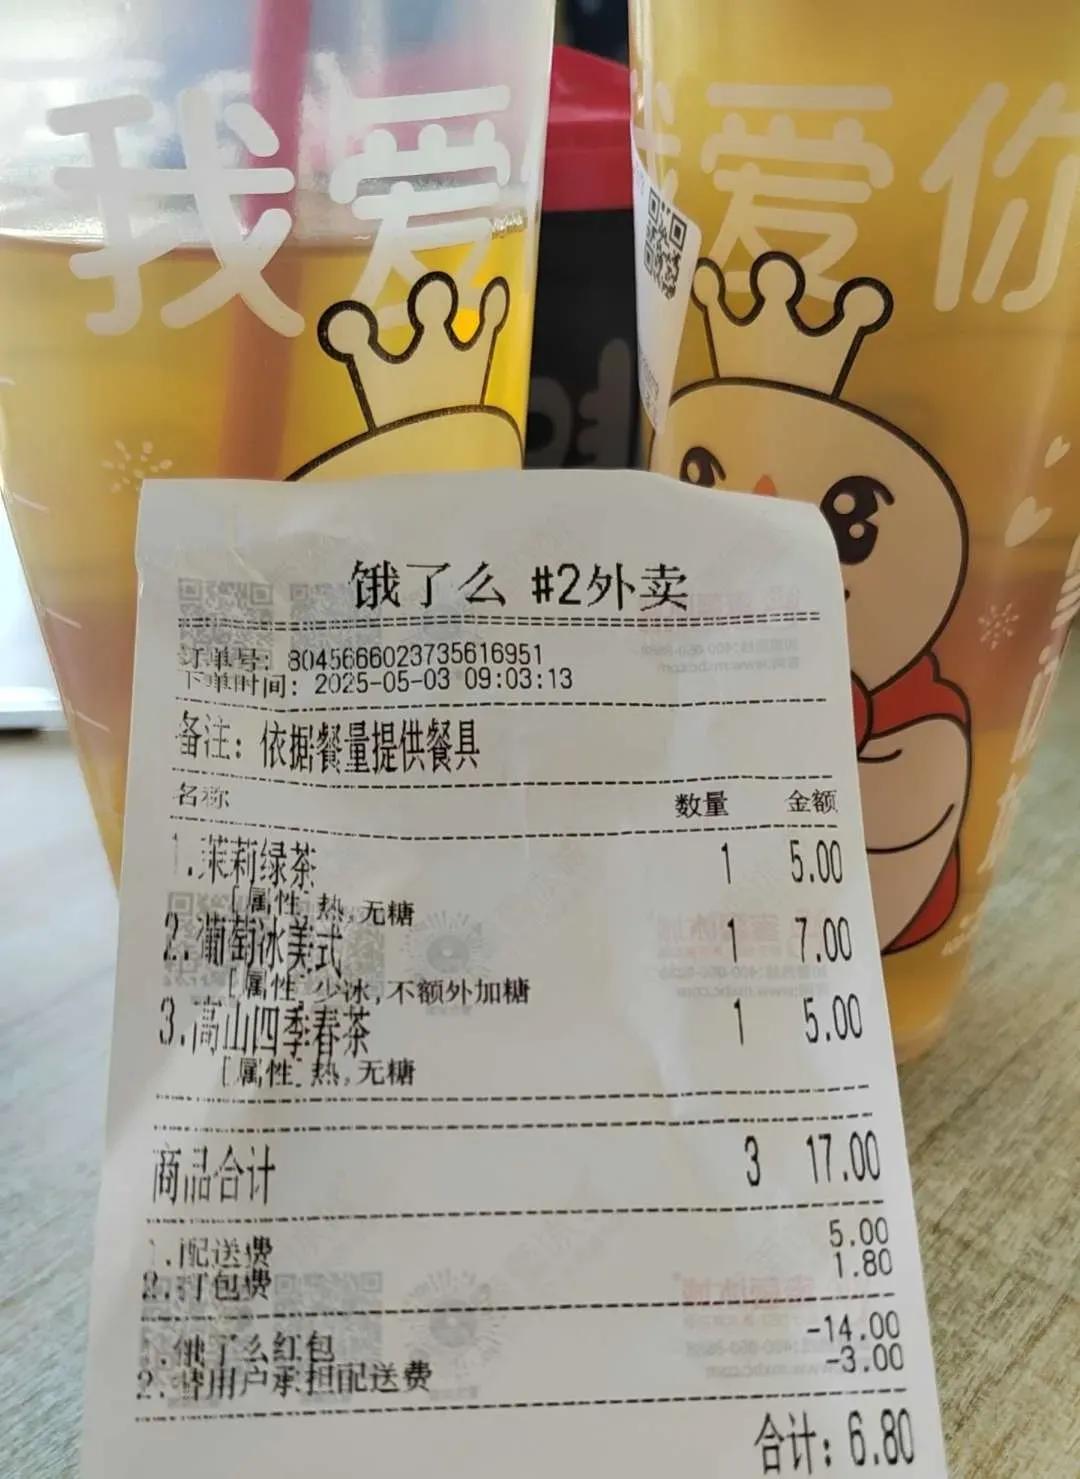 我爱
我爱你
饿了么 #2外卖
订单号: 8045666023735616951
下单时间: 2025-05-03 09:03:13
备注: 依据餐量提供餐具
名称 数量 金额
1.茉莉绿茶 1 5.00
[属性]热,无糖
2.葡萄冰美式 1 7.00
[属性]少冰,不额外加糖
3.高山四季春茶 1 5.00
[属性]热,无糖
商品合计 3 17.00
1.配送费 5.00
2.打包费 1.80
1.饿了么红包 -14.00
2.替用户承担配送费 -3.00
合计: 6.80